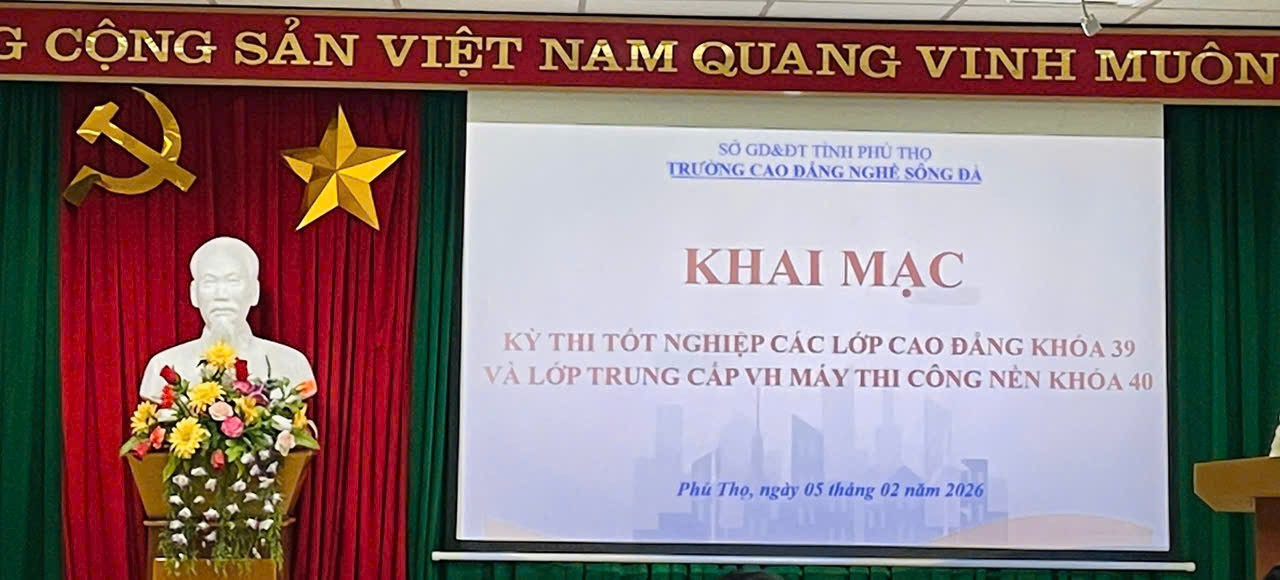 G CỘNG SẢN VIỆT NAM QUANG VINH MUÔN
SỞ GD&ĐT TỈNH PHÚ THỌ
TRƯỜNG CAO ĐẲNG NGHỀ SÔNG ĐÀ
KHAI MẠC
KỲ THI TỐT NGHIỆP CÁC LỚP CAO ĐẲNG KHÓA 39
VÀ LỚP TRUNG CẤP VH MÁY THI CÔNG NỀN KHÓA 40
Phú Thọ, ngày 05 tháng 02 năm 2026